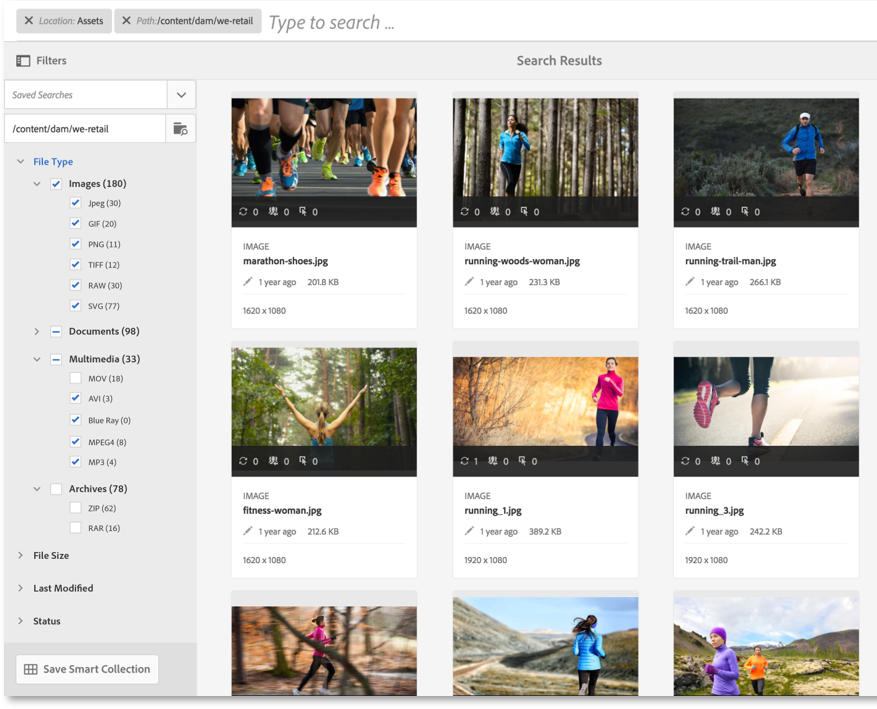 Location: Assets Path:/content/dam/we-retail Type to search ...
Filters
Search Results
Saved Searches
/content/dam/we-retail
File Type
Images (180)
Jpeg (30)
GIF (20)
PNG (11)
TIFF (12)
RAW (30)
SVG (77)
Documents (98)
Multimedia (33)
MOV (18)
AVI (3)
Blue Ray (0)
MPEG4 (8)
MP3 (4)
Archives (78)
ZIP (62)
RAR (16)
File Size
Last Modified
Status
Save Smart Collection
0 0 0
IMAGE
marathon-shoes.jpg
1 year ago 201.8 KB
1620 x 1080
0 0 0
IMAGE
running-woods-woman.jpg
1 year ago 231.3 KB
1620 x 1080
0 0 0
IMAGE
running-trail-man.jpg
1 year ago 266.1 KB
1620 x 1080
0 0 0
IMAGE
fitness-woman.jpg
1 year ago 212.6 KB
1620 x 1080
1 0 0
IMAGE
running_1.jpg
1 year ago 389.2 KB
1920 x 1080
0 0 0
IMAGE
running_3.jpg
1 year ago 242.2 KB
1920 x 1080